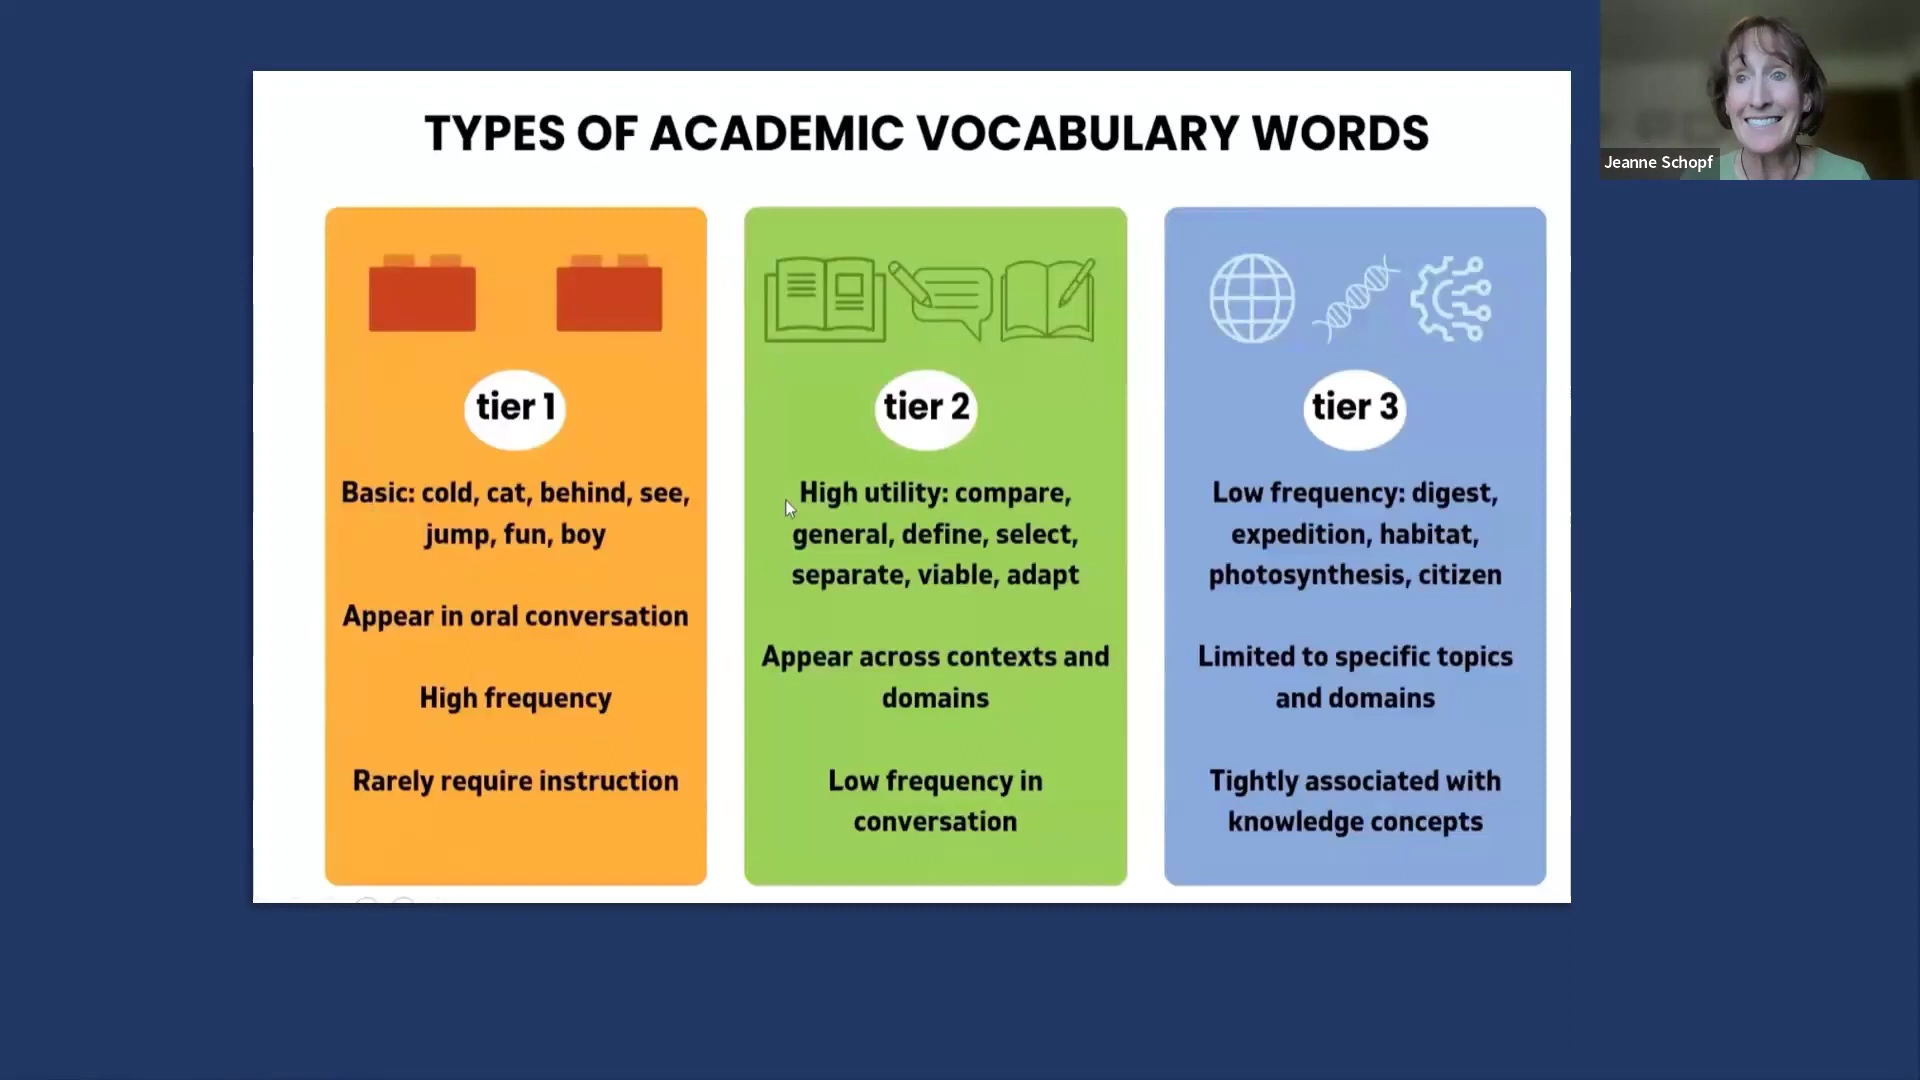 TYPES OF ACADEMIC VOCABULARY WORDS
tier 1
Basic: cold, cat, behind, see,
jump, fun, boy
Appear in oral conversation
High frequency
Rarely require instruction
tier 2
High utility: compare,
general, define, select,
separate, viable, adapt
Appear across contexts and
domains
Low frequency in
conversation
tier 3
Low frequency: digest,
expedition, habitat,
photosynthesis, citizen
Limited to specific topics
and domains
Tightly associated with
knowledge concepts
Jeanne Schopf